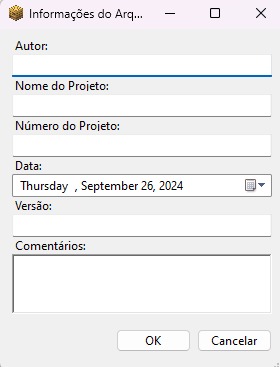 Informações do Arq...
Autor:
Nome do Projeto:
Número do Projeto:
Data:
Thursday , September 26, 2024
Versão:
Comentários:
OK Cancelar